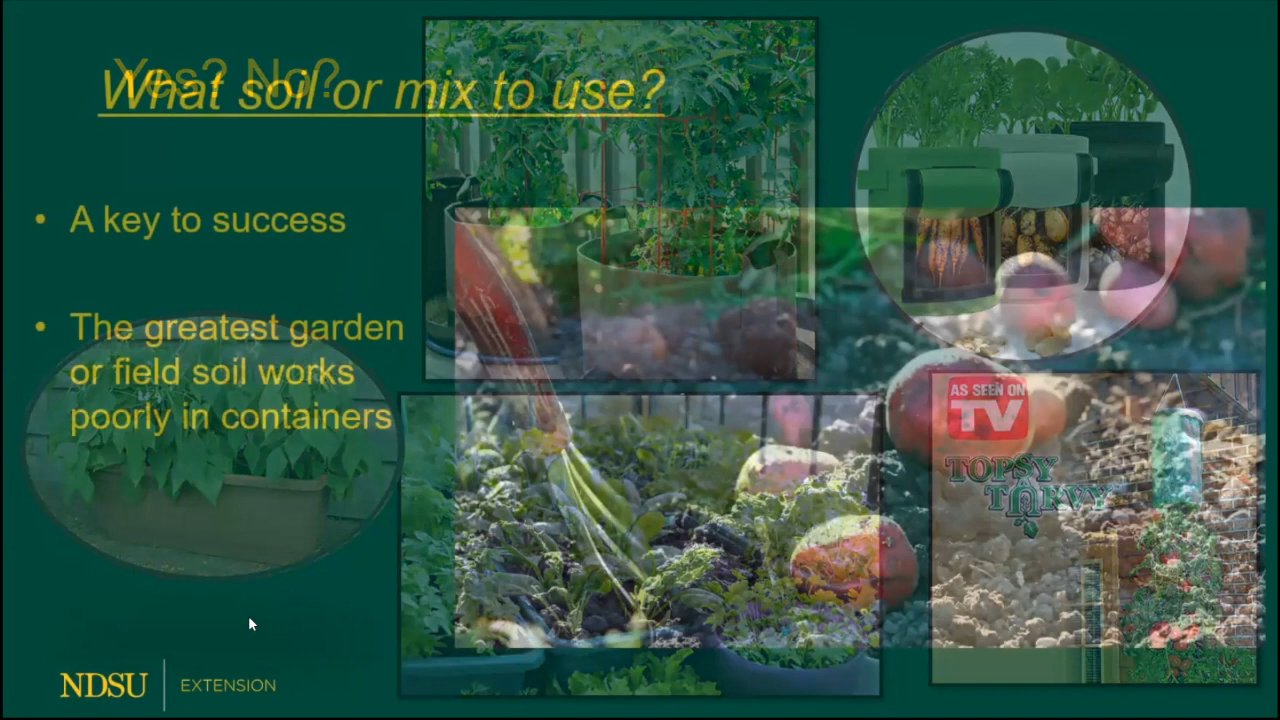 Yes? No?
What soil or mix to use?
• A key to success
• The greatest garden
or field soil works
poorly in containers
AS SEEN ON
TV
TOPSY
TURVY
NDSU EXTENSION